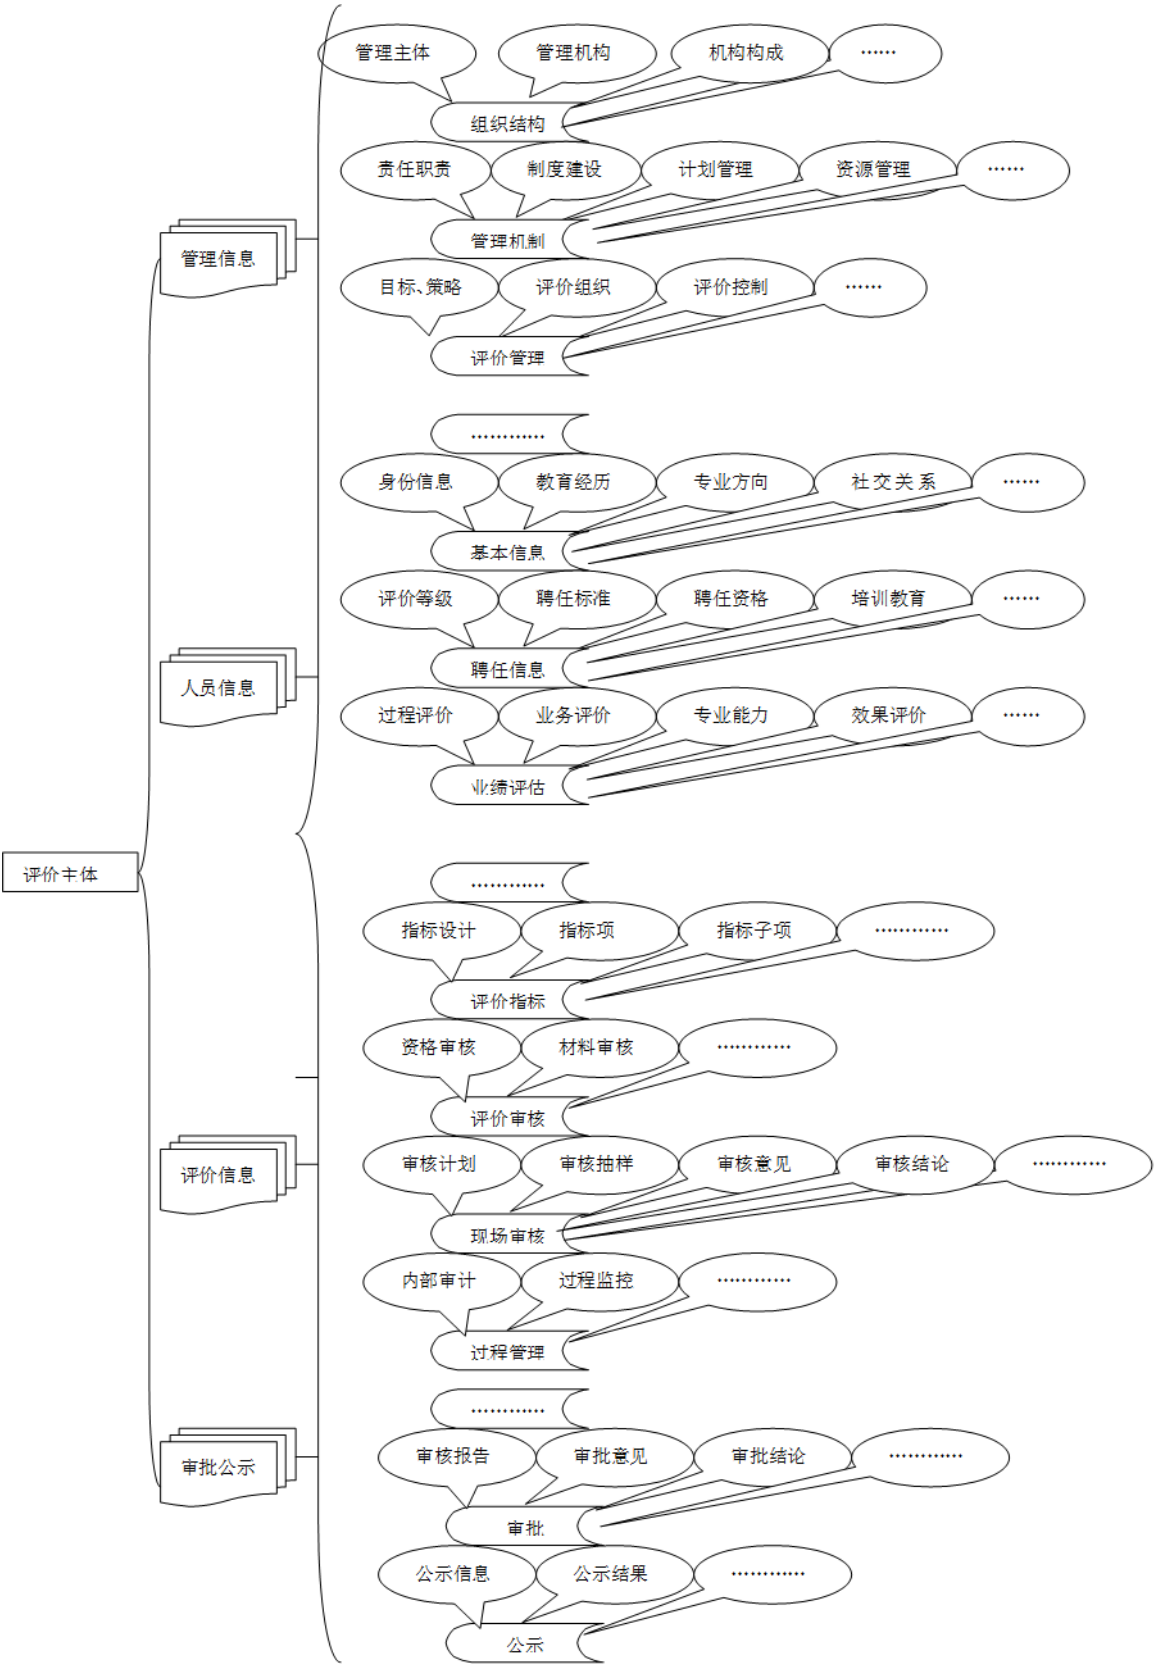 管理主体 管理机构 机构构成 ……
组织结构
责任职责 制度建设 计划管理 资源管理 ……
管理机制
管理信息
目标、策略 评价组织 评价控制 ……
评价管理
…………
身份信息 教育经历 专业方向 社交关系 ……
基本信息
评价等级 聘任标准 聘任资格 培训教育 ……
聘任信息
人员信息
过程评价 业务评价 专业能力 效果评价 ……
业绩评估
评价主体
…………
指标设计 指标项 指标子项 …………
评价指标
资格审核 材料审核 …………
评价审核
审核计划 审核抽样 审核意见 审核结论 …………
评价信息
现场审核
内部审计 过程监控 …………
过程管理
…………
审核报告 审批意见 审批结论 …………
审批公示
审批
公示信息 公示结果 …………
公示